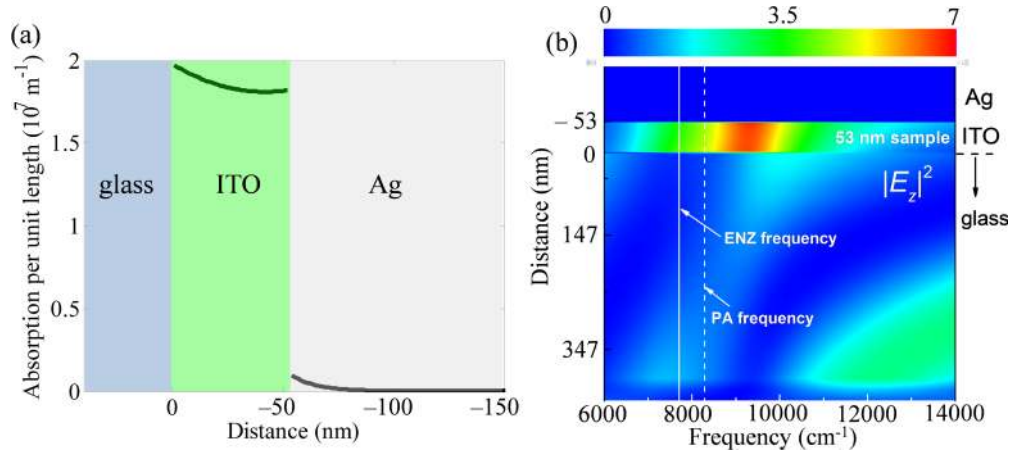 (a)
Absorption per unit length (10⁷ m⁻¹)
2
1.5
1
0.5
0
glass
ITO
Ag
0
−50
−100
−150
Distance (nm)
(b)
0
3.5
7
Distance (nm)
− 53
0
147
347
53 nm sample
|E_z|²
ENZ frequency
PA frequency
Ag
ITO
glass
6000
8000
10000
12000
14000
Frequency (cm⁻¹)